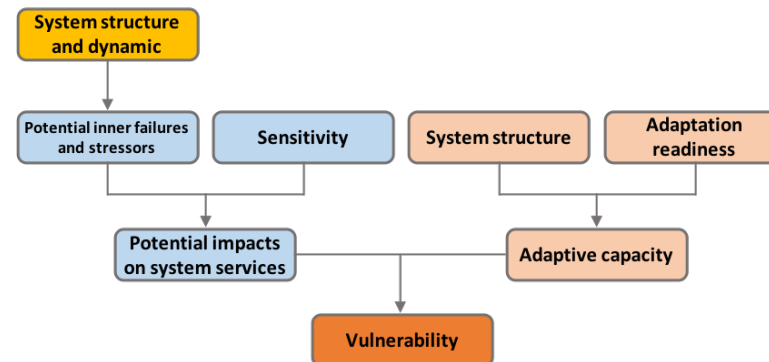 System structure
and dynamic
Potential inner failures
and stressors
Sensitivity
System structure
Adaptation
readiness
Potential impacts
on system services
Adaptive capacity
Vulnerability